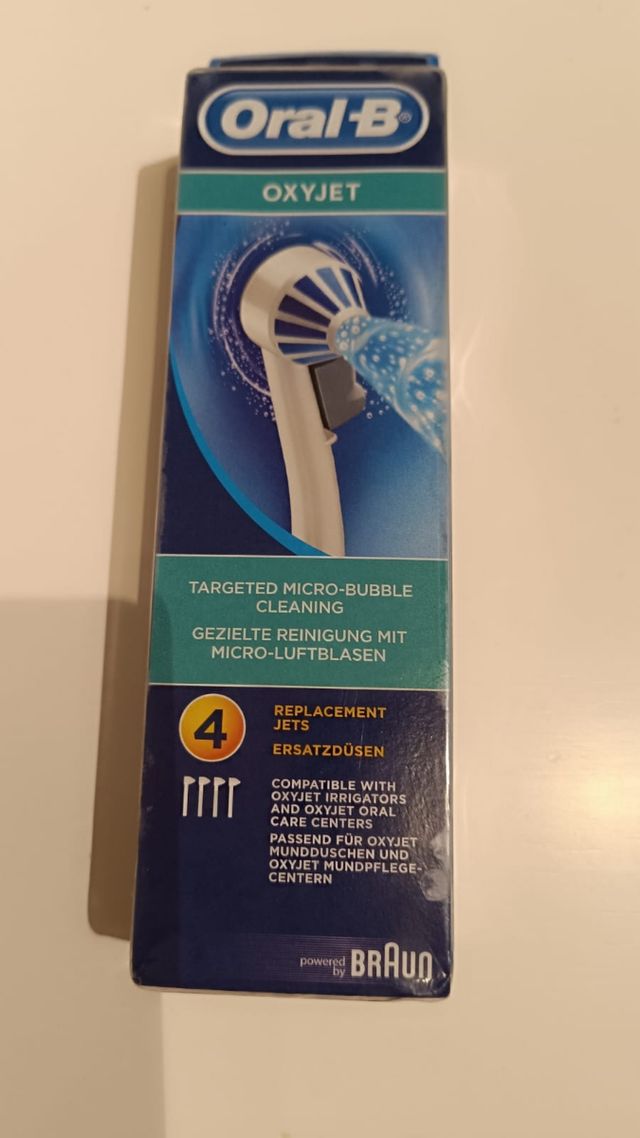 Oral-B®
OXYJET
TARGETED MICRO-BUBBLE
CLEANING
GEZIELTE REINIGUNG MIT
MICRO-LUFTBLASEN
4
REPLACEMENT
JETS
ERSATZDÜSEN
COMPATIBLE WITH
OXYJET IRRIGATORS
AND OXYJET ORAL
CARE CENTERS
PASSEND FÜR OXYJET
MUNDDUSCHEN UND
OXYJET MUNDPFLEGE-
CENTERN
powered
by BRAUN